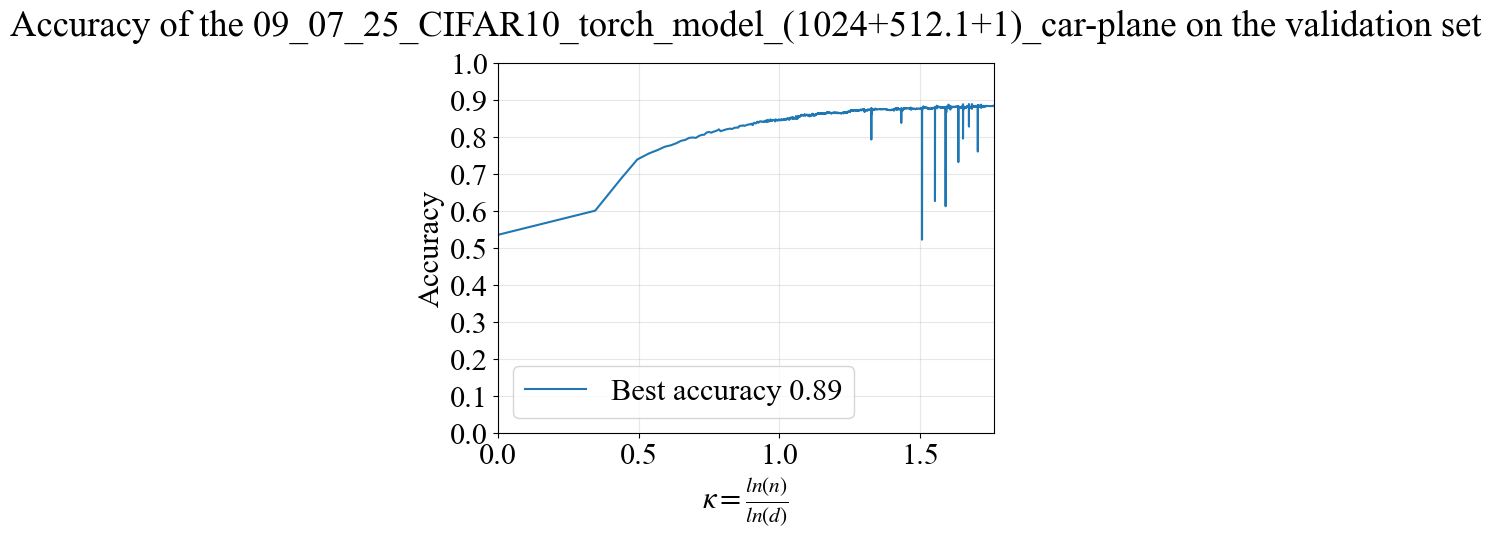 Accuracy of the 09_07_25_CIFAR10_torch_model_(1024+512.1+1)_car-plane on the validation set
1.0
0.9
0.8
0.7
0.6
0.5
0.4
0.3
0.2
0.1
0.0
Accuracy
Best accuracy 0.89
0.0 0.5 1.0 1.5
κ = ln(n) / ln(d)